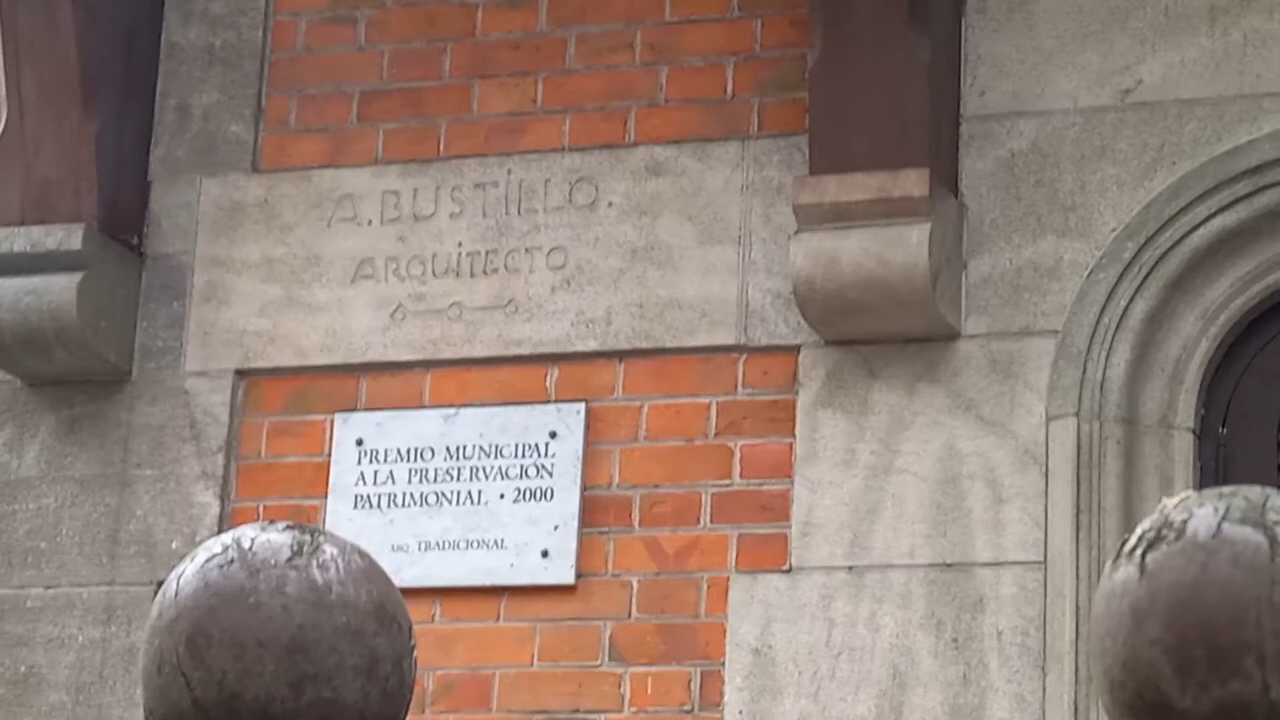 A. BUSTILLO.
ARQUITECTO
PREMIO MUNICIPAL
A LA PRESERVACIÓN
PATRIMONIAL • 2000
ARQ. TRADICIONAL